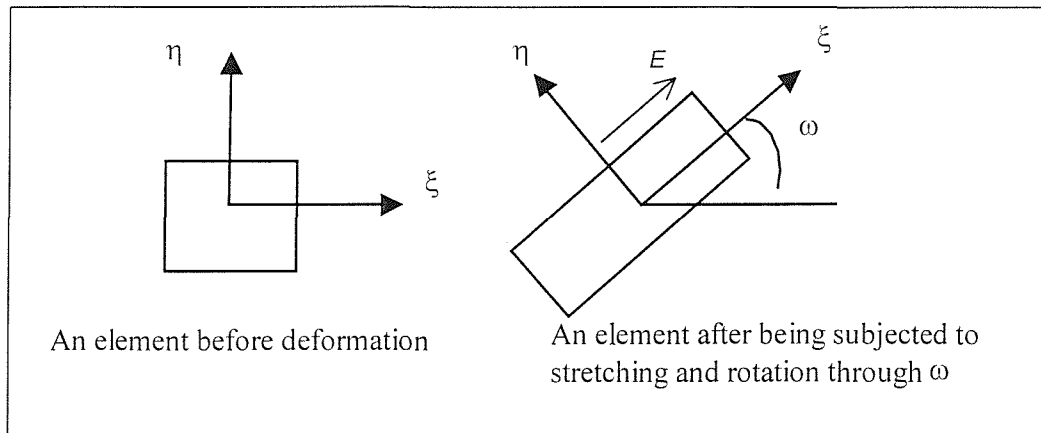 η
ξ
An element before deformation
η
E
ξ
ω
An element after being subjected to
stretching and rotation through ω